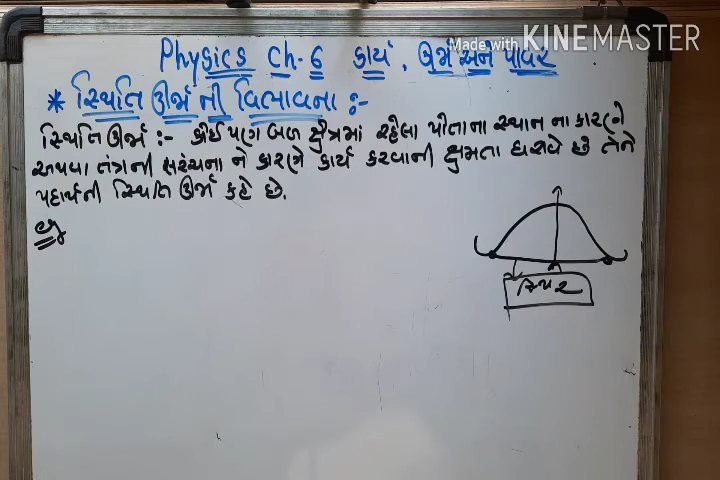 Made with KINEMASTER
Physics Ch-6 કાર્ય, ઊર્જા અને પાવર
* સ્થિતિ ઊર્જા ની વિભાવના :-
સ્થિતિ ઊર્જા :- કોઈ પણ બળ ક્ષેત્રમાં રહેલા પોતાના સ્થાન ના કારણે
અથવા તંત્રની સંરચના ને કારણે કાર્ય કરવાની ક્ષમતા ધરાવે છે તેને
પદાર્થની સ્થિતિ ઊર્જા કહે છે.
સ્થિર